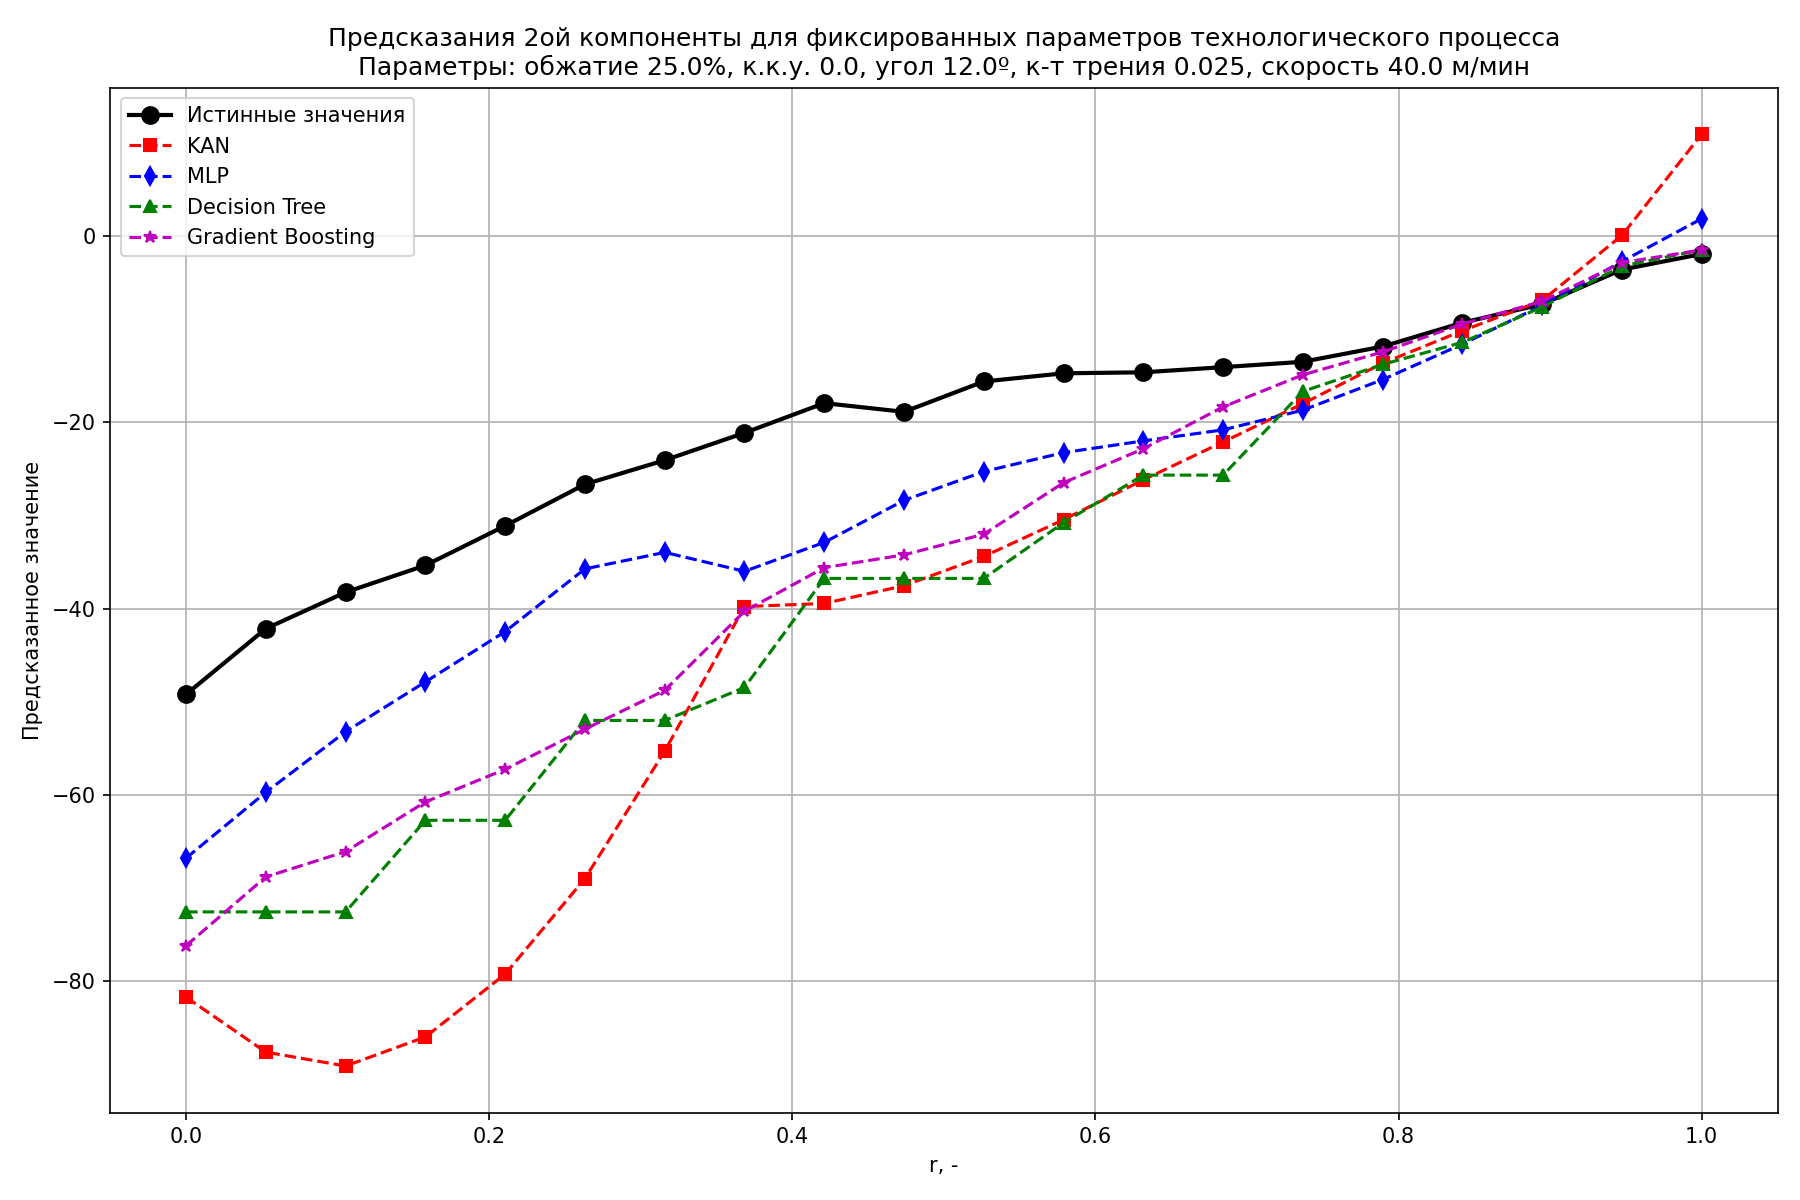 Предсказания 2ой компоненты для фиксированных параметров технологического процесса
Параметры: обжатие 25.0%, к.к.у. 0.0, угол 12.0º, к-т трения 0.025, скорость 40.0 м/мин
Истинные значения
KAN
MLP
Decision Tree
Gradient Boosting
Предсказанное значение
0
−20
−40
−60
−80
0.0
0.2
0.4
0.6
0.8
1.0
r, -